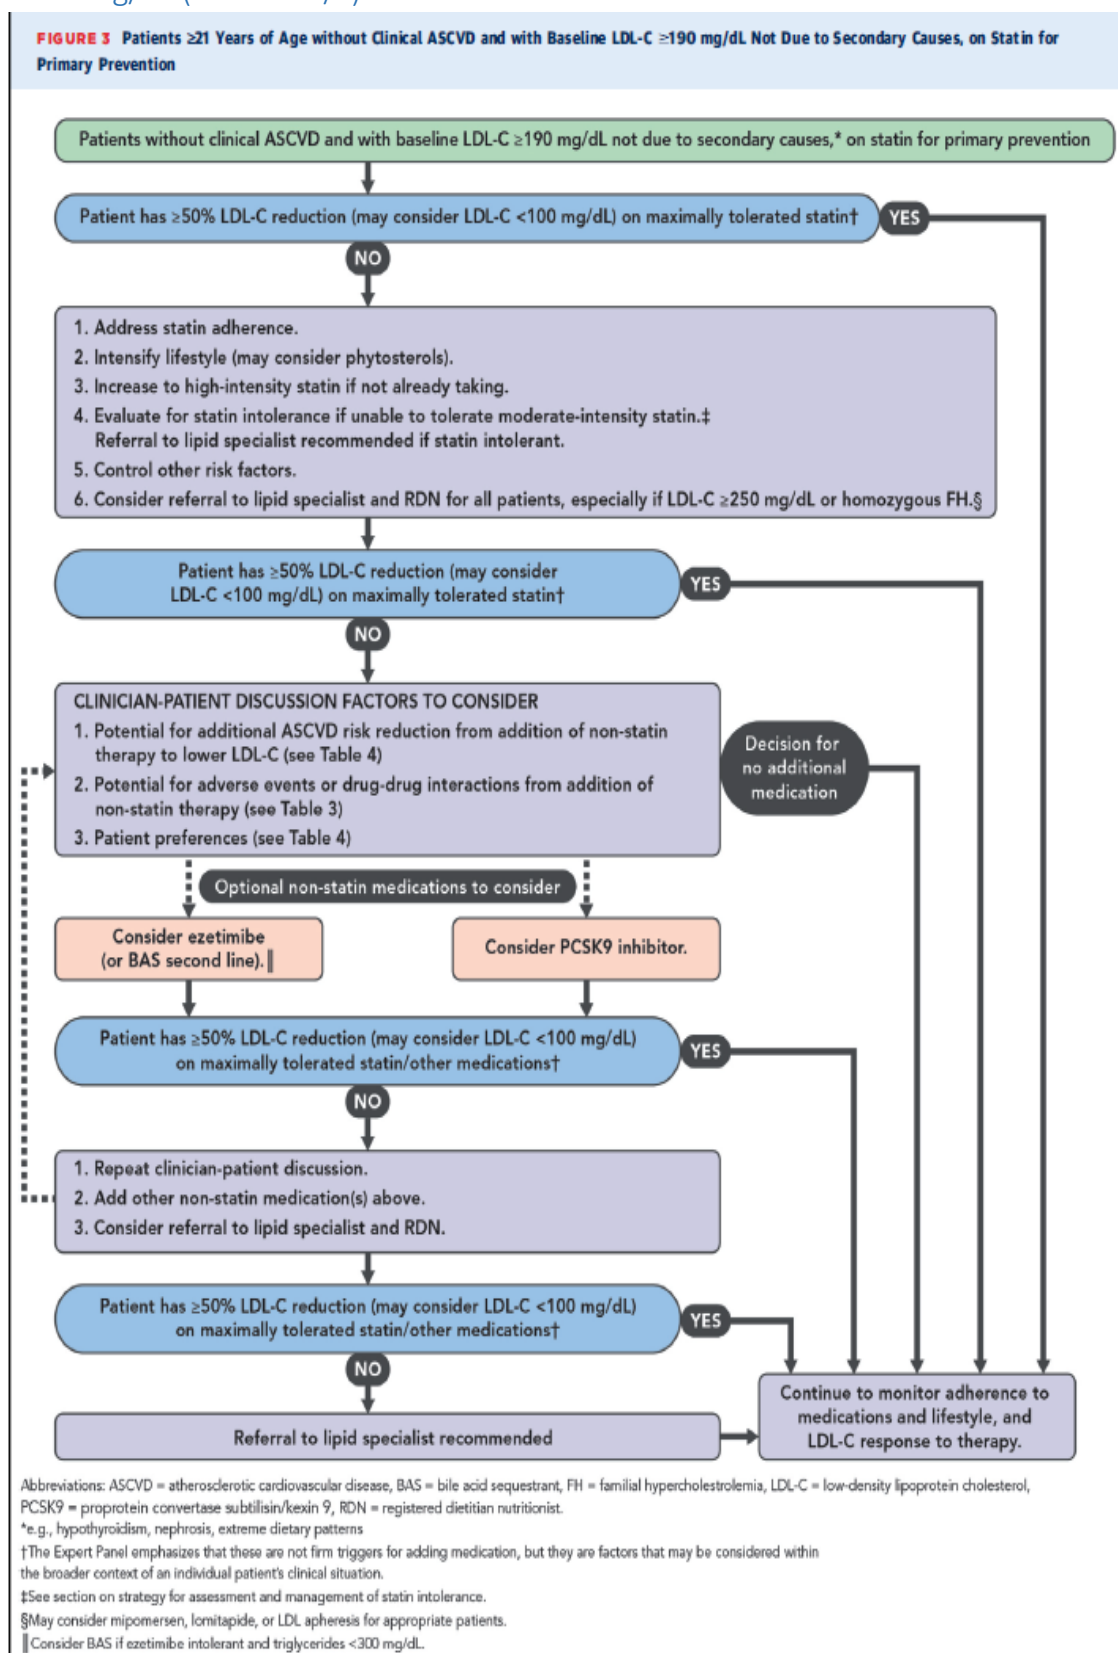 FIGURE 3 Patients ≥21 Years of Age without Clinical ASCVD and with Baseline LDL-C ≥190 mg/dL Not Due to Secondary Causes, on Statin for
Primary Prevention
Patients without clinical ASCVD and with baseline LDL-C ≥190 mg/dL not due to secondary causes,* on statin for primary prevention
Patient has ≥50% LDL-C reduction (may consider LDL-C <100 mg/dL) on maximally tolerated statin†
YES
NO
1. Address statin adherence.
2. Intensify lifestyle (may consider phytosterols).
3. Increase to high-intensity statin if not already taking.
4. Evaluate for statin intolerance if unable to tolerate moderate-intensity statin.‡
Referral to lipid specialist recommended if statin intolerant.
5. Control other risk factors.
6. Consider referral to lipid specialist and RDN for all patients, especially if LDL-C ≥250 mg/dL or homozygous FH.§
Patient has ≥50% LDL-C reduction (may consider
LDL-C <100 mg/dL) on maximally tolerated statin†
YES
NO
CLINICIAN-PATIENT DISCUSSION FACTORS TO CONSIDER
1. Potential for additional ASCVD risk reduction from addition of non-statin
therapy to lower LDL-C (see Table 4)
2. Potential for adverse events or drug-drug interactions from addition of
non-statin therapy (see Table 3)
3. Patient preferences (see Table 4)
Decision for
no additional
medication
Optional non-statin medications to consider
Consider ezetimibe
(or BAS second line).‖
Consider PCSK9 inhibitor.
Patient has ≥50% LDL-C reduction (may consider LDL-C <100 mg/dL)
on maximally tolerated statin/other medications†
YES
NO
1. Repeat clinician-patient discussion.
2. Add other non-statin medication(s) above.
3. Consider referral to lipid specialist and RDN.
Patient has ≥50% LDL-C reduction (may consider LDL-C <100 mg/dL)
on maximally tolerated statin/other medications†
YES
NO
Referral to lipid specialist recommended
Continue to monitor adherence to
medications and lifestyle, and
LDL-C response to therapy.
Abbreviations: ASCVD = atherosclerotic cardiovascular disease, BAS = bile acid sequestrant, FH = familial hypercholestrolemia, LDL-C = low-density lipoprotein cholesterol,
PCSK9 = proprotein convertase subtilisin/kexin 9, RDN = registered dietitian nutritionist.
*e.g., hypothyroidism, nephrosis, extreme dietary patterns
†The Expert Panel emphasizes that these are not firm triggers for adding medication, but they are factors that may be considered within
the broader context of an individual patient's clinical situation.
‡See section on strategy for assessment and management of statin intolerance.
§May consider mipomersen, lomitapide, or LDL apheresis for appropriate patients.
‖Consider BAS if ezetimibe intolerant and triglycerides <300 mg/dL.